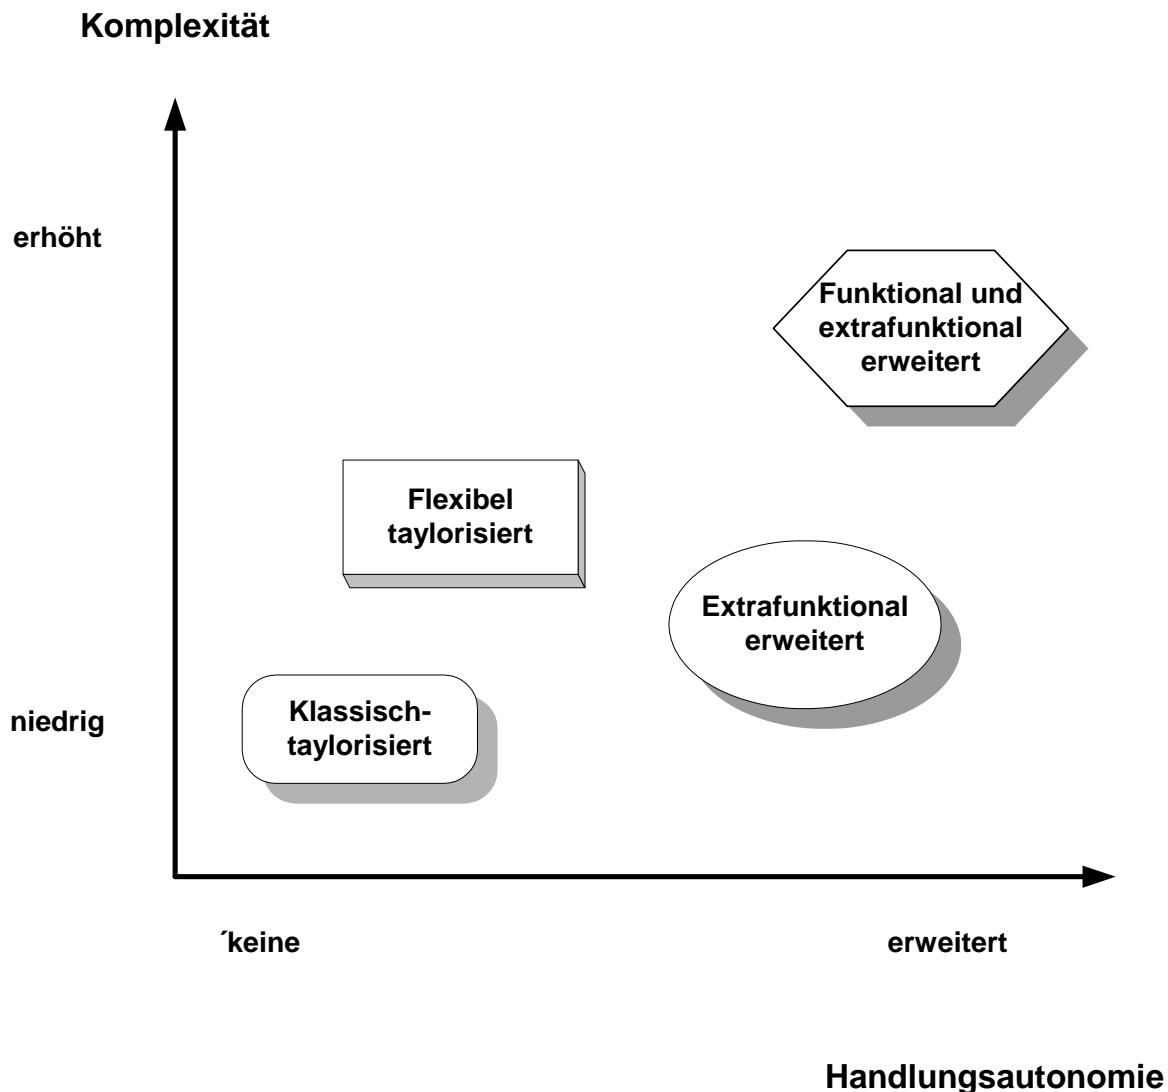 Komplexität
erhöht
Funktional und
extrafunktional
erweitert
Flexibel
taylorisiert
Extrafunktional
erweitert
niedrig
Klassisch-
taylorisiert
´keine
erweitert
Handlungsautonomie